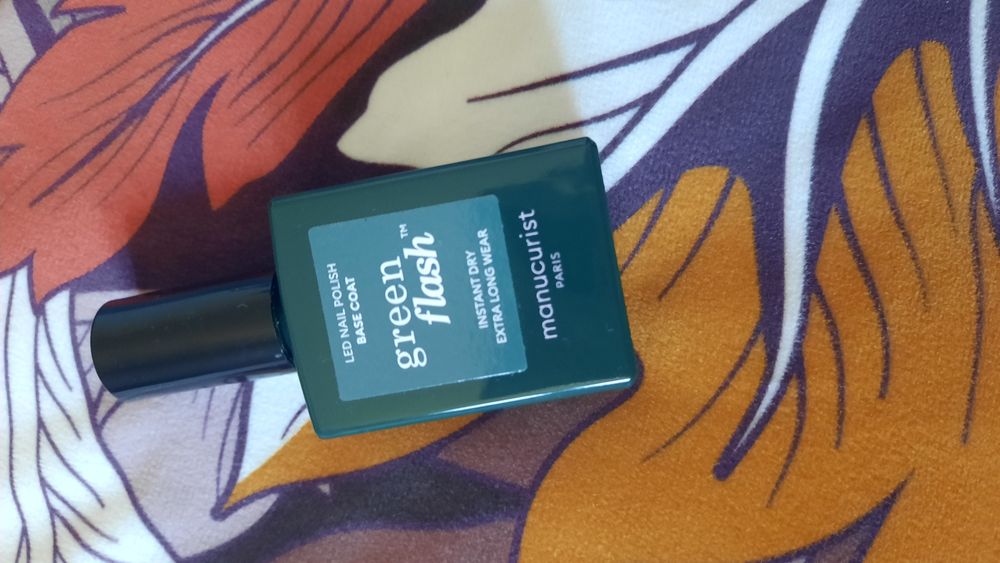 LED NAIL POLISH
BASE COAT
green
flash™
INSTANT DRY
EXTRA LONG WEAR
manucurist
PARIS